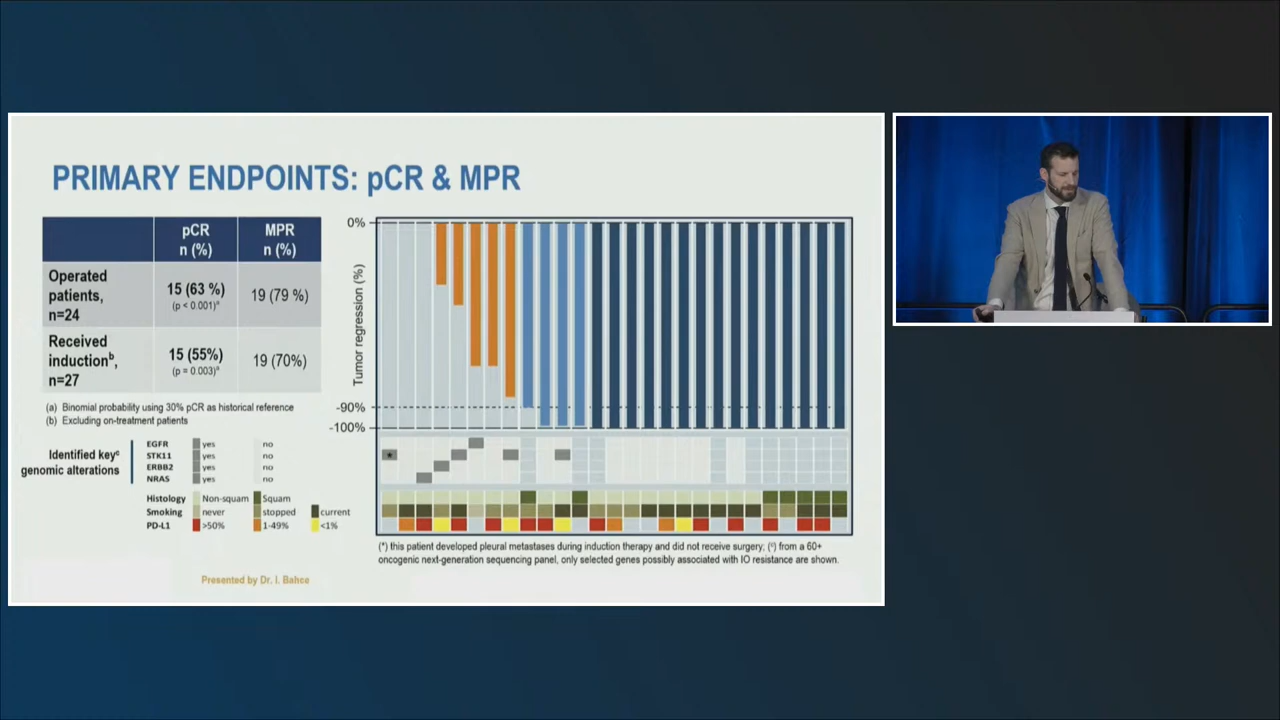 PRIMARY ENDPOINTS: pCR & MPR
pCR
n (%)
MPR
n (%)
Operated
patients,
n=24
15 (63 %)
(p < 0.001)ᵃ
19 (79 %)
Received
inductionᵇ,
n=27
15 (55%)
(p = 0.003)ᵃ
19 (70%)
(a) Binomial probability using 30% pCR as historical reference
(b) Excluding on-treatment patients
Identified keyᶜ
genomic alterations
EGFR yes no
STK11 yes no
ERBB2 yes no
NRAS yes no
Histology Non-squam Squam
Smoking never stopped current
PD-L1 >50% 1-49% <1%
Tumor regression (%)
0%
-90%
-100%
*
(*) this patient developed pleural metastases during induction therapy and did not receive surgery; (ᶜ) from a 60+
oncogenic next-generation sequencing panel, only selected genes possibly associated with IO resistance are shown.
Presented by Dr. I. Bahce